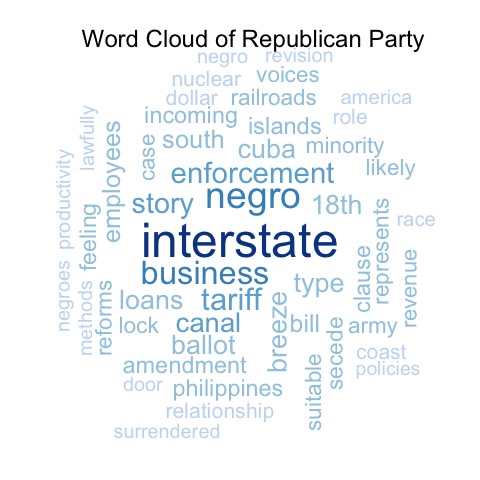 Word Cloud of Republican Party
negro revision
nuclear voices
dollar railroads america
incoming role
islands
south
case
cuba minority
lawfully
employees
enforcement likely
story negro 18th
race
productivity
feeling
interstate
represents
clause
revenue
business
type
negroes
methods
reforms
loans tariff
breeze
lock canal bill army
secede
ballot
coast
amendment
policies
suitable
door philippines
relationship
surrendered